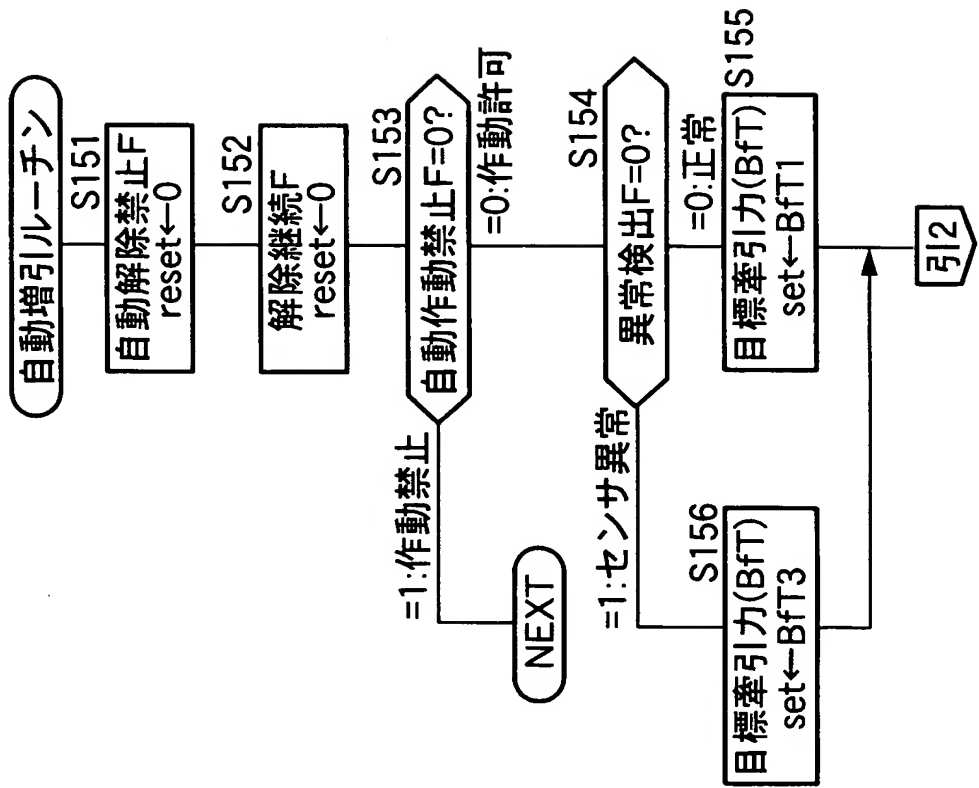 自動増引ルーチン
S151
自動解除禁止F
reset←0
S152
解除継続F
reset←0
S153
自動作動禁止F=0?
=1:作動禁止
=0:作動許可
NEXT
S154
異常検出F=0?
=1:センサ異常
=0:正常
S156
目標牽引力(BfT)
set←BfT3
S155
目標牽引力(BfT)
set←BfT1
引2